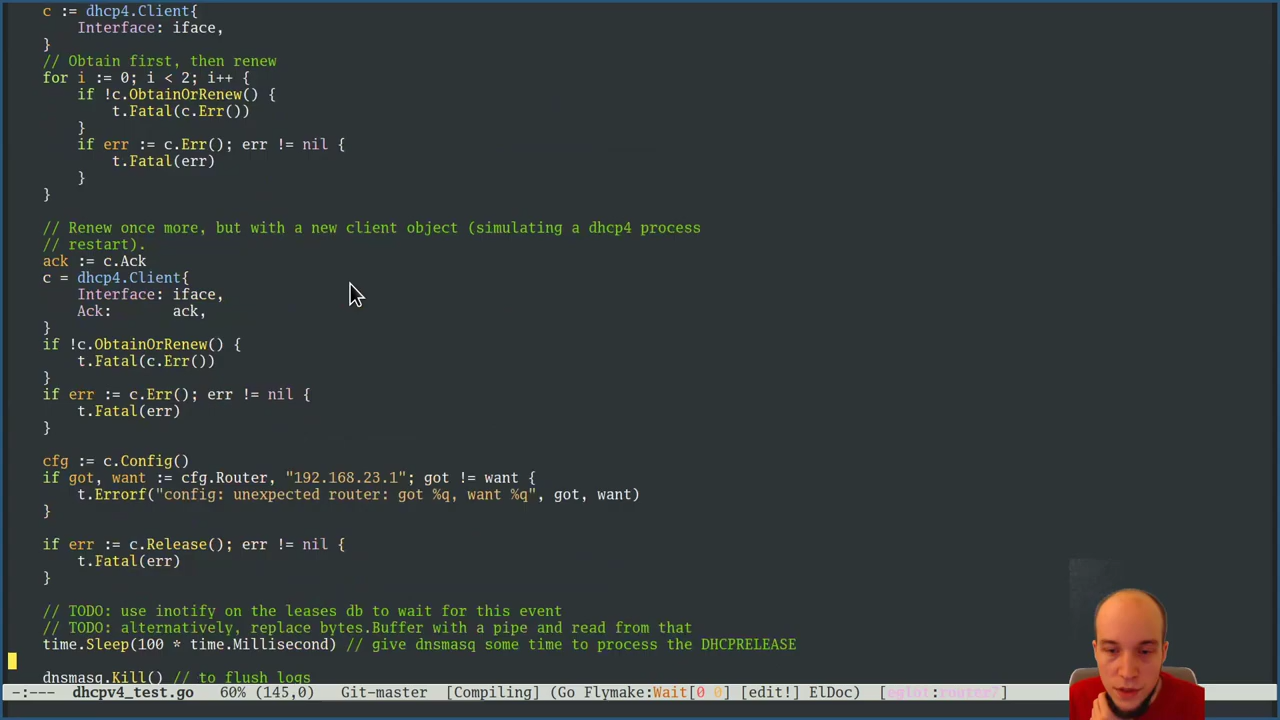 c := dhcp4.Client{
Interface: iface,
}
// Obtain first, then renew
for i := 0; i < 2; i++ {
if !c.ObtainOrRenew() {
t.Fatal(c.Err())
}
if err := c.Err(); err != nil {
t.Fatal(err)
}
}
// Renew once more, but with a new client object (simulating a dhcp4 process
// restart).
ack := c.Ack
c = dhcp4.Client{
Interface: iface,
Ack:       ack,
}
if !c.ObtainOrRenew() {
t.Fatal(c.Err())
}
if err := c.Err(); err != nil {
t.Fatal(err)
}
cfg := c.Config()
if got, want := cfg.Router, "192.168.23.1"; got != want {
t.Errorf("config: unexpected router: got %q, want %q", got, want)
}
if err := c.Release(); err != nil {
t.Fatal(err)
}
// TODO: use inotify on the leases db to wait for this event
// TODO: alternatively, replace bytes.Buffer with a pipe and read from that
time.Sleep(100 * time.Millisecond) // give dnsmasq some time to process the DHCPRELEASE
dnsmasq.Kill() // to flush logs
-:---  dhcpv4_test.go   60% (145,0)   Git-master  [Compiling] (Go Flymake:Wait[0 0] [edit!] ElDoc)  [eglot:router7]